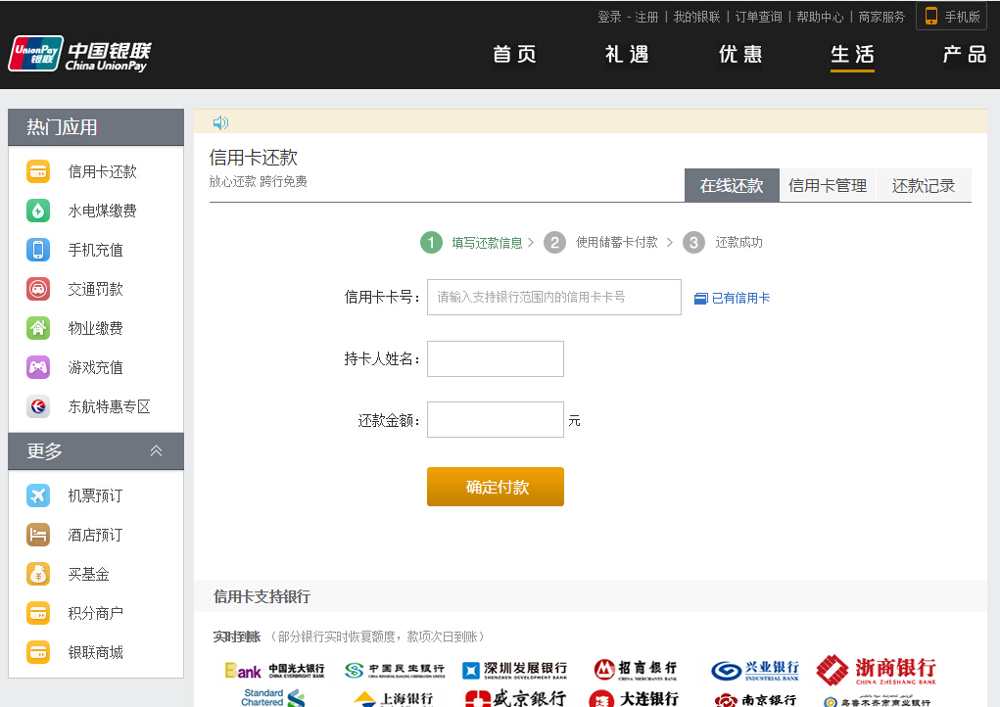 登录 - 注册 | 我的银联 | 订单查询 | 帮助中心 | 商家服务 手机版
UnionPay 银联 中国银联
China UnionPay
首页 礼遇 优惠 生活 产品
热门应用
信用卡还款
水电煤缴费
手机充值
交通罚款
物业缴费
游戏充值
东航特惠专区
更多
机票预订
酒店预订
买基金
积分商户
银联商城
信用卡还款
放心还款 跨行免费
在线还款 信用卡管理 还款记录
1 填写还款信息 > 2 使用储蓄卡付款 > 3 还款成功
信用卡卡号： 请输入支持银行范围内的信用卡卡号 已有信用卡
持卡人姓名：
还款金额： 元
确定付款
信用卡支持银行
实时到账 （部分银行实时恢复额度，款项次日到账）
Bank 中国光大银行 CHINA EVERBRIGHT BANK
中国民生银行 CHINA MINSHENG BANKING CORP.,LTD.
深圳发展银行 SHENZHEN DEVELOPMENT BANK
招商银行 CHINA MERCHANTS BANK
兴业银行 INDUSTRIAL BANK
浙商银行 CHINA ZHESHANG BANK
Standard Chartered
上海银行
盛京银行
大连银行
南京银行
乌鲁木齐市商业银行